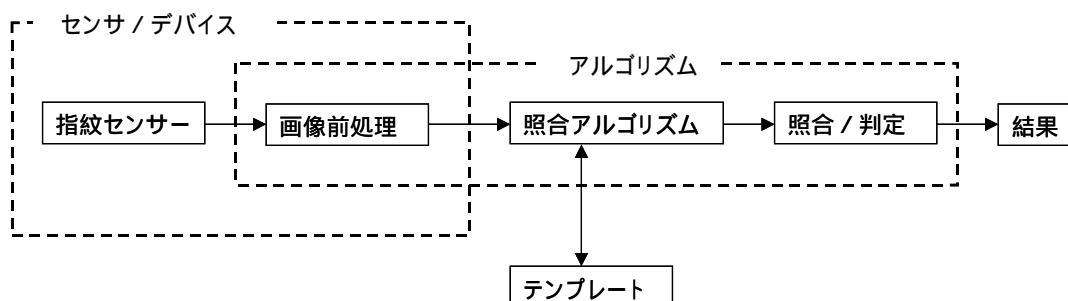 センサ / デバイス
アルゴリズム
指紋センサー
画像前処理
照合アルゴリズム
照合 / 判定
結果
テンプレート